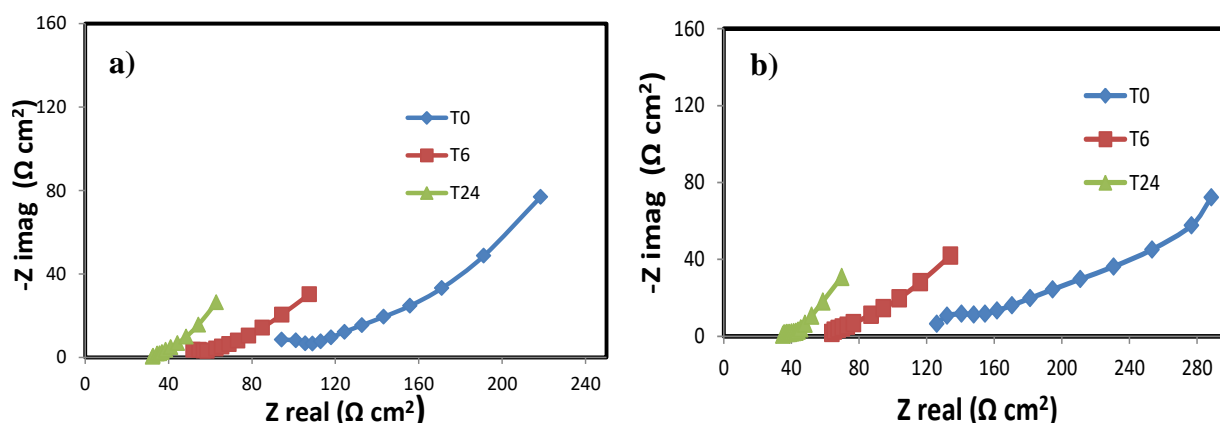 a)
160
120
80
40
0
-Z imag (Ω cm²)
T0
T6
T24
0 40 80 120 160 200 240
Z real (Ω cm²)
b)
160
120
80
40
0
-Z imag (Ω cm²)
T0
T6
T24
0 40 80 120 160 200 240 280
Z real (Ω cm²)